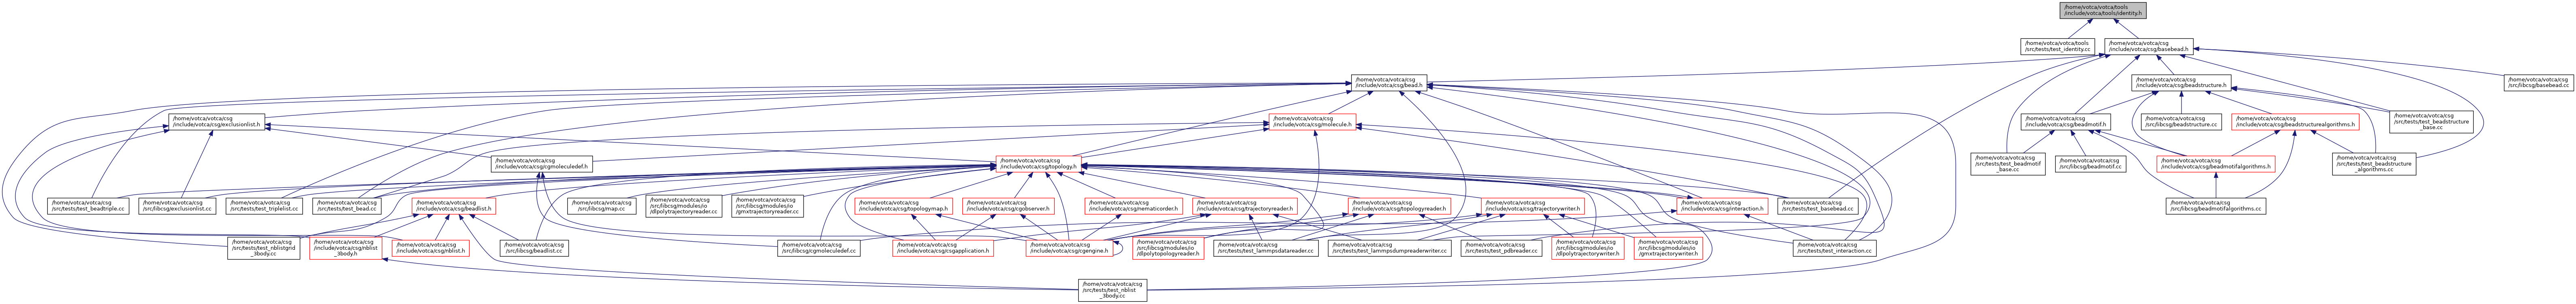 /home/votca/votca/tools
/include/votca/tools/identity.h
/home/votca/votca/tools
/src/tests/test_identity.cc
/home/votca/votca/csg
/include/votca/csg/basebead.h
/home/votca/votca/csg
/include/votca/csg/bead.h
/home/votca/votca/csg
/include/votca/csg/beadstructure.h
/home/votca/votca/csg
/src/libcsg/basebead.cc
/home/votca/votca/csg
/include/votca/csg/exclusionlist.h
/home/votca/votca/csg
/include/votca/csg/molecule.h
/home/votca/votca/csg
/include/votca/csg/beadmotif.h
/home/votca/votca/csg
/src/libcsg/beadstructure.cc
/home/votca/votca/csg
/include/votca/csg/beadstructurealgorithms.h
/home/votca/votca/csg
/src/tests/test_beadstructure
_base.cc
/home/votca/votca/csg
/include/votca/csg/cgmoleculedef.h
/home/votca/votca/csg
/include/votca/csg/topology.h
/home/votca/votca/csg
/src/tests/test_beadmotif
_base.cc
/home/votca/votca/csg
/src/libcsg/beadmotif.cc
/home/votca/votca/csg
/include/votca/csg/beadmotifalgorithms.h
/home/votca/votca/csg
/src/tests/test_beadstructure
_algorithms.cc
/home/votca/votca/csg
/src/tests/test_beadtriple.cc
/home/votca/votca/csg
/src/libcsg/exclusionlist.cc
/home/votca/votca/csg
/src/tests/test_triplelist.cc
/home/votca/votca/csg
/src/tests/test_bead.cc
/home/votca/votca/csg
/include/votca/csg/beadlist.h
/home/votca/votca/csg
/src/libcsg/map.cc
/home/votca/votca/csg
/src/libcsg/modules/io
/dlpolytrajectoryreader.cc
/home/votca/votca/csg
/src/libcsg/modules/io
/gmxtrajectoryreader.cc
/home/votca/votca/csg
/include/votca/csg/topologymap.h
/home/votca/votca/csg
/include/votca/csg/cgobserver.h
/home/votca/votca/csg
/include/votca/csg/nematicorder.h
/home/votca/votca/csg
/include/votca/csg/trajectoryreader.h
/home/votca/votca/csg
/include/votca/csg/topologyreader.h
/home/votca/votca/csg
/include/votca/csg/trajectorywriter.h
/home/votca/votca/csg
/include/votca/csg/interaction.h
/home/votca/votca/csg
/src/tests/test_basebead.cc
/home/votca/votca/csg
/src/libcsg/beadmotifalgorithms.cc
/home/votca/votca/csg
/src/tests/test_nblistgrid
_3body.cc
/home/votca/votca/csg
/include/votca/csg/nblist
_3body.h
/home/votca/votca/csg
/include/votca/csg/nblist.h
/home/votca/votca/csg
/src/libcsg/beadlist.cc
/home/votca/votca/csg
/src/libcsg/cgmoleculedef.cc
/home/votca/votca/csg
/include/votca/csg/csgapplication.h
/home/votca/votca/csg
/include/votca/csg/cgengine.h
/home/votca/votca/csg
/src/libcsg/modules/io
/dlpolytopologyreader.h
/home/votca/votca/csg
/src/tests/test_lammpsdatareader.cc
/home/votca/votca/csg
/src/tests/test_lammpsdumpreaderwriter.cc
/home/votca/votca/csg
/src/tests/test_pdbreader.cc
/home/votca/votca/csg
/src/libcsg/modules/io
/dlpolytrajectorywriter.h
/home/votca/votca/csg
/src/libcsg/modules/io
/gmxtrajectorywriter.h
/home/votca/votca/csg
/src/tests/test_interaction.cc
/home/votca/votca/csg
/src/tests/test_nblist
_3body.cc